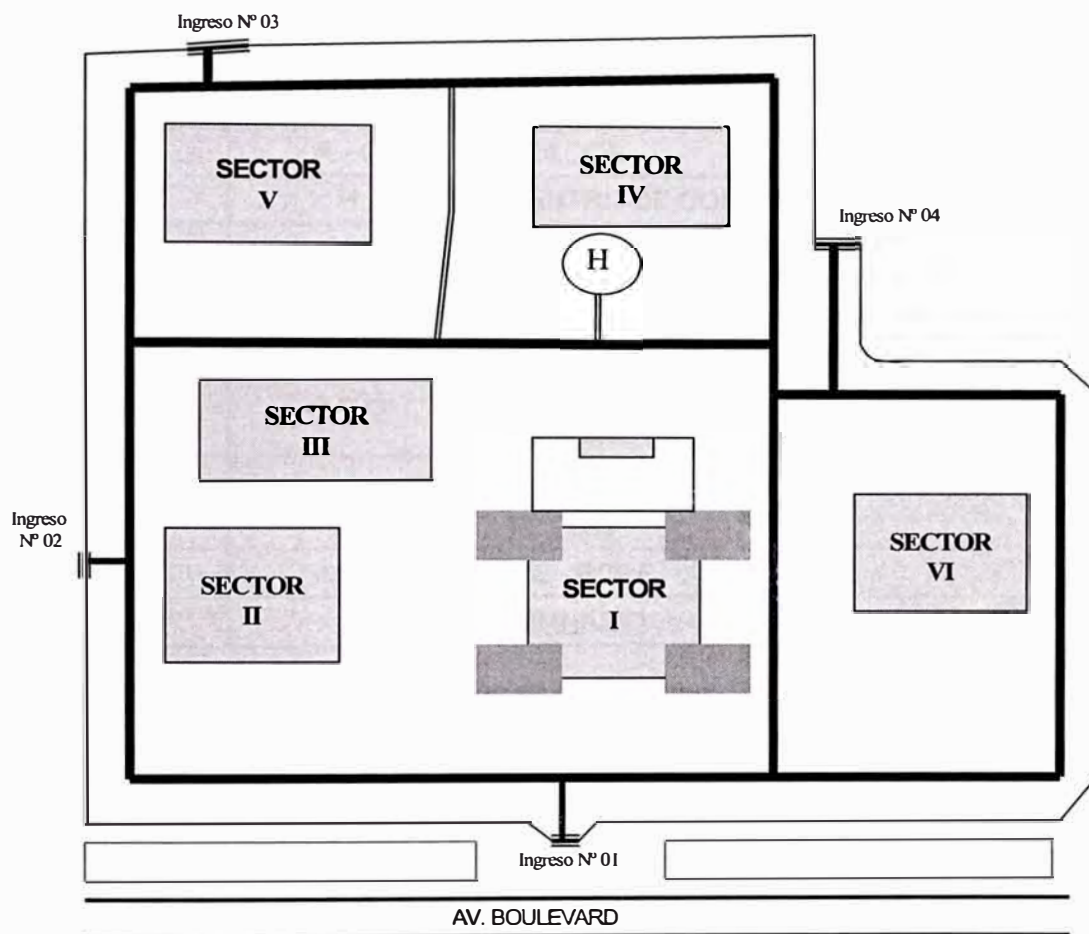 Ingreso Nº 03
SECTOR
V
SECTOR
IV
Ingreso Nº 04
H
SECTOR
III
Ingreso
Nº 02
SECTOR
II
SECTOR
I
SECTOR
VI
Ingreso Nº 01
AV. BOULEVARD